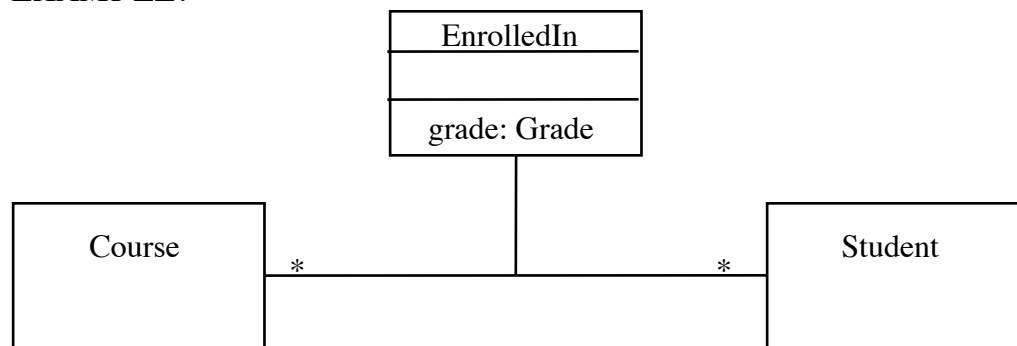 EXAMPLE:
EnrolledIn
grade: Grade
Course
Student
*
*